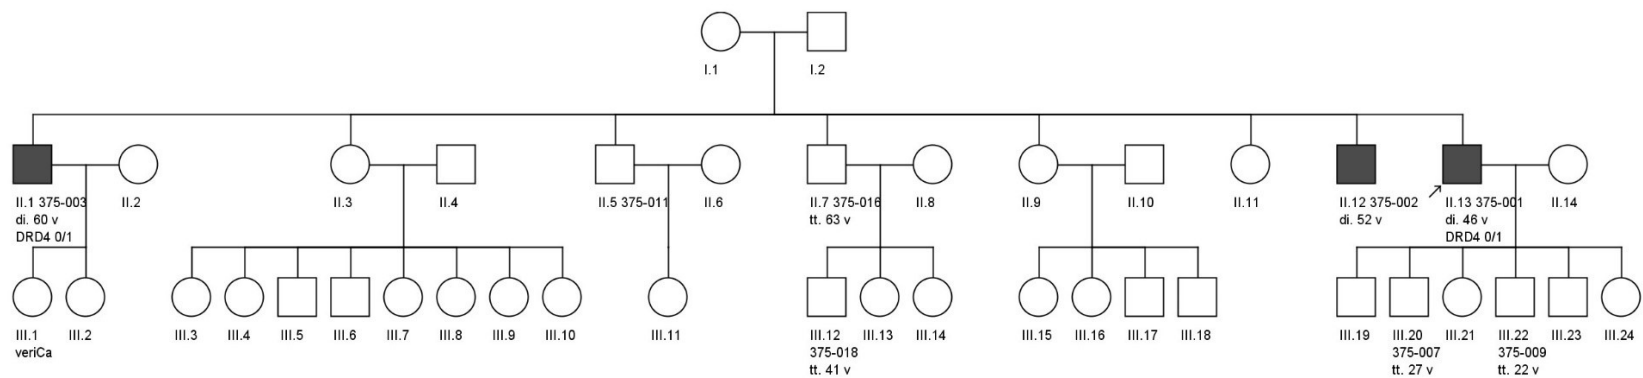 I.1 I.2
II.1 375-003 II.2 II.3 II.4 II.5 375-011 II.6 II.7 375-016 II.8 II.9 II.10 II.11 II.12 375-002 II.13 375-001 II.14
di. 60 v tt. 63 v di. 52 v di. 46 v
DRD4 0/1 DRD4 0/1
III.1 III.2 III.3 III.4 III.5 III.6 III.7 III.8 III.9 III.10 III.11 III.12 III.13 III.14 III.15 III.16 III.17 III.18 III.19 III.20 III.21 III.22 III.23 III.24
veriCa 375-018 375-007 375-009
tt. 41 v tt. 27 v tt. 22 v